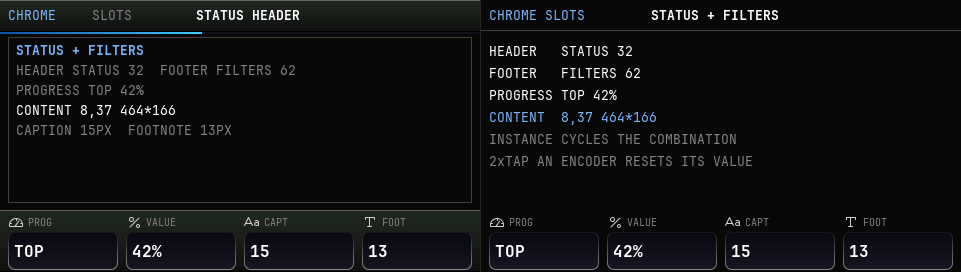 CHROME SLOTS STATUS HEADER
STATUS + FILTERS
HEADER STATUS 32 FOOTER FILTERS 62
PROGRESS TOP 42%
CONTENT 8,37 464*166
CAPTION 15PX FOOTNOTE 13PX
PROG VALUE CAPT FOOT
TOP 42% 15 13
CHROME SLOTS STATUS + FILTERS
HEADER STATUS 32
FOOTER FILTERS 62
PROGRESS TOP 42%
CONTENT 8,37 464*166
INSTANCE CYCLES THE COMBINATION
2xTAP AN ENCODER RESETS ITS VALUE
PROG VALUE CAPT FOOT
TOP 42% 15 13